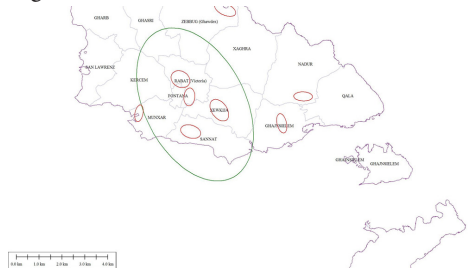 GHARB
GHASRI
ZEBBUG (Ghawdex)
XAGHRA
NADUR
SAN LAWRENZ
KERCEM
RABAT (Victoria)
FONTANA
QALA
XEWKIJA
MUNXAR
GHAJNSIELEM
SANNAT
GHAJNSIELEM
GHAJNSIELEM
0.0 km 1.0 km 2.0 km 3.0 km 4.0 km